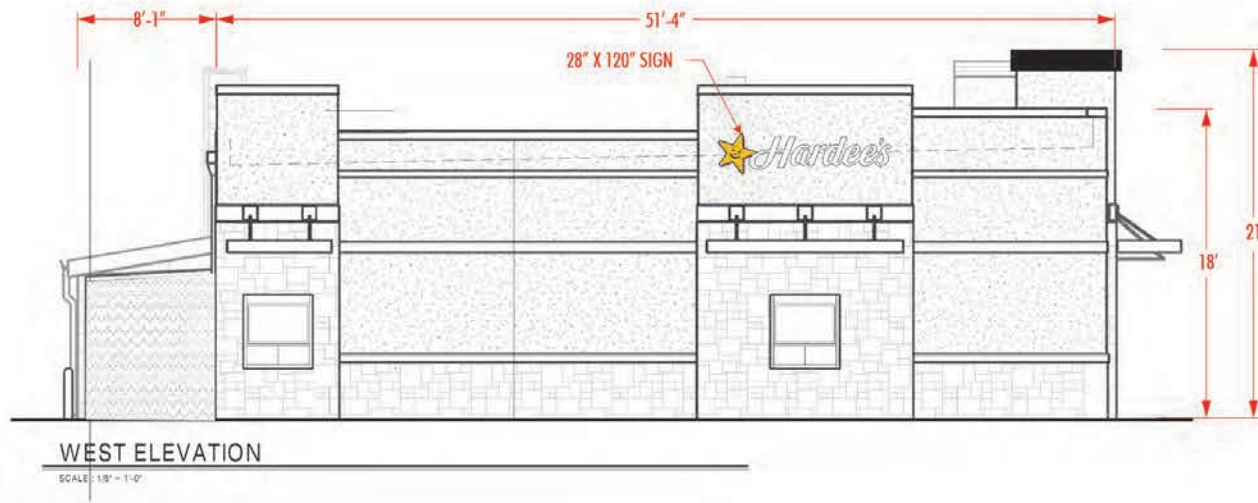 8'-1"
51'-4"
28" X 120" SIGN
Hardee's
18'
21
WEST ELEVATION
SCALE : 1/8" = 1'-0"